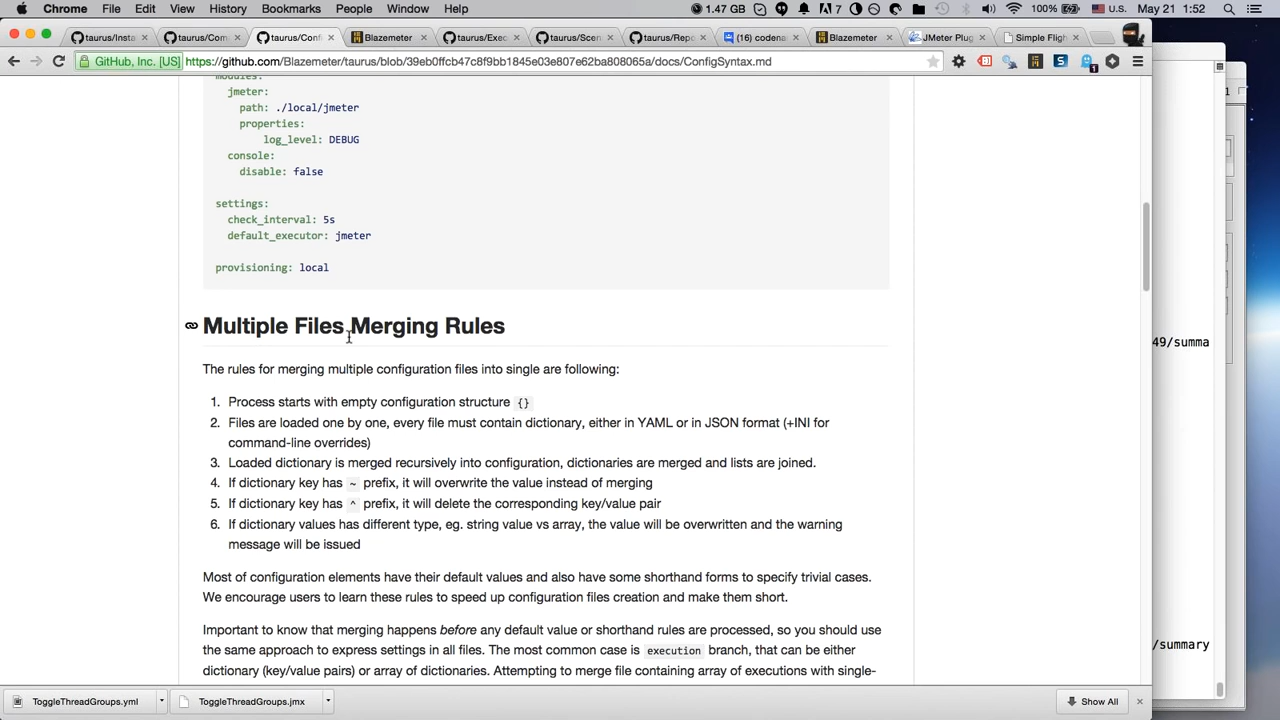 Chrome File Edit View History Bookmarks People Window Help 1.47 GB 7 100% U.S. May 21 1:52
taurus/Insta taurus/Com taurus/Confi Blazemeter taurus/Exec taurus/Scen taurus/Repo (16) codena Blazemeter JMeter Plug Simple Fligh
GitHub, Inc. [US] https://github.com/Blazemeter/taurus/blob/39eb0ffcb47c8f9bb1845e03e807e62ba808065a/docs/ConfigSyntax.md
modules:
jmeter:
path: ./local/jmeter
properties:
log_level: DEBUG
console:
disable: false
settings:
check_interval: 5s
default_executor: jmeter
provisioning: local
Multiple Files Merging Rules
The rules for merging multiple configuration files into single are following:
1. Process starts with empty configuration structure {}
2. Files are loaded one by one, every file must contain dictionary, either in YAML or in JSON format (+INI for
command-line overrides)
3. Loaded dictionary is merged recursively into configuration, dictionaries are merged and lists are joined.
4. If dictionary key has ~ prefix, it will overwrite the value instead of merging
5. If dictionary key has ^ prefix, it will delete the corresponding key/value pair
6. If dictionary values has different type, eg. string value vs array, the value will be overwritten and the warning
message will be issued
Most of configuration elements have their default values and also have some shorthand forms to specify trivial cases.
We encourage users to learn these rules to speed up configuration files creation and make them short.
Important to know that merging happens before any default value or shorthand rules are processed, so you should use
the same approach to express settings in all files. The most common case is execution branch, that can be either
dictionary (key/value pairs) or array of dictionaries. Attempting to merge file containing array of executions with single-
49/summa
/summary
ToggleThreadGroups.yml ToggleThreadGroups.jmx Show All